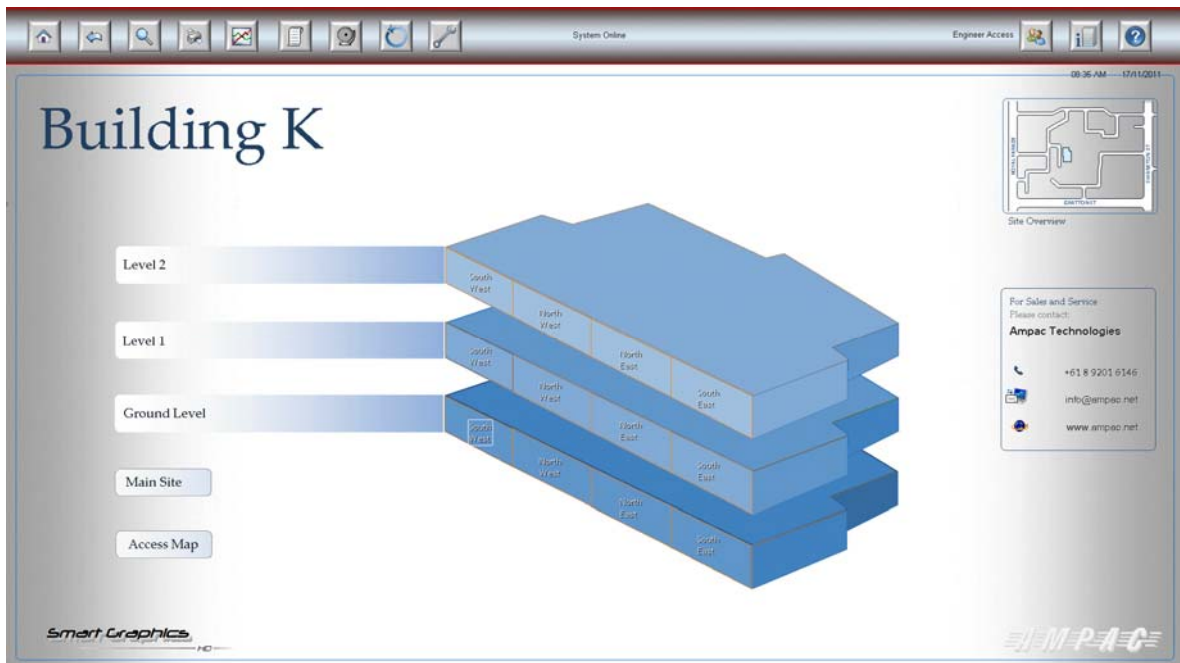 System Online
Engineer Access
08:36 AM 17/11/2011
Building K
Site Overview
Level 2
South
West
North
West
North
East
South
East
Level 1
South
West
North
West
North
East
South
East
Ground Level
South
West
North
West
North
East
South
East
Main Site
Access Map
For Sales and Service
Please contact:
Ampac Technologies
+61 8 9201 6146
info@ampac.net
www.ampac.net
Smart Graphics
HD
AMPAC